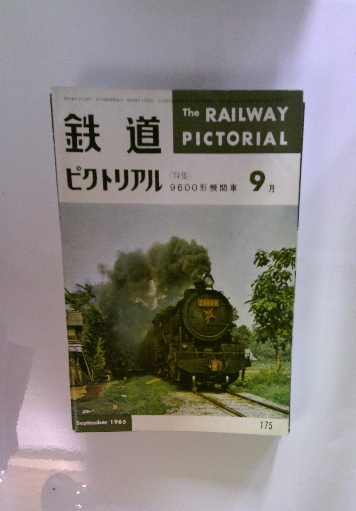 鉄道
The RAILWAY
PICTORIAL
ピクトリアル
(特集)
9600形機関車
9月
September 1965
175